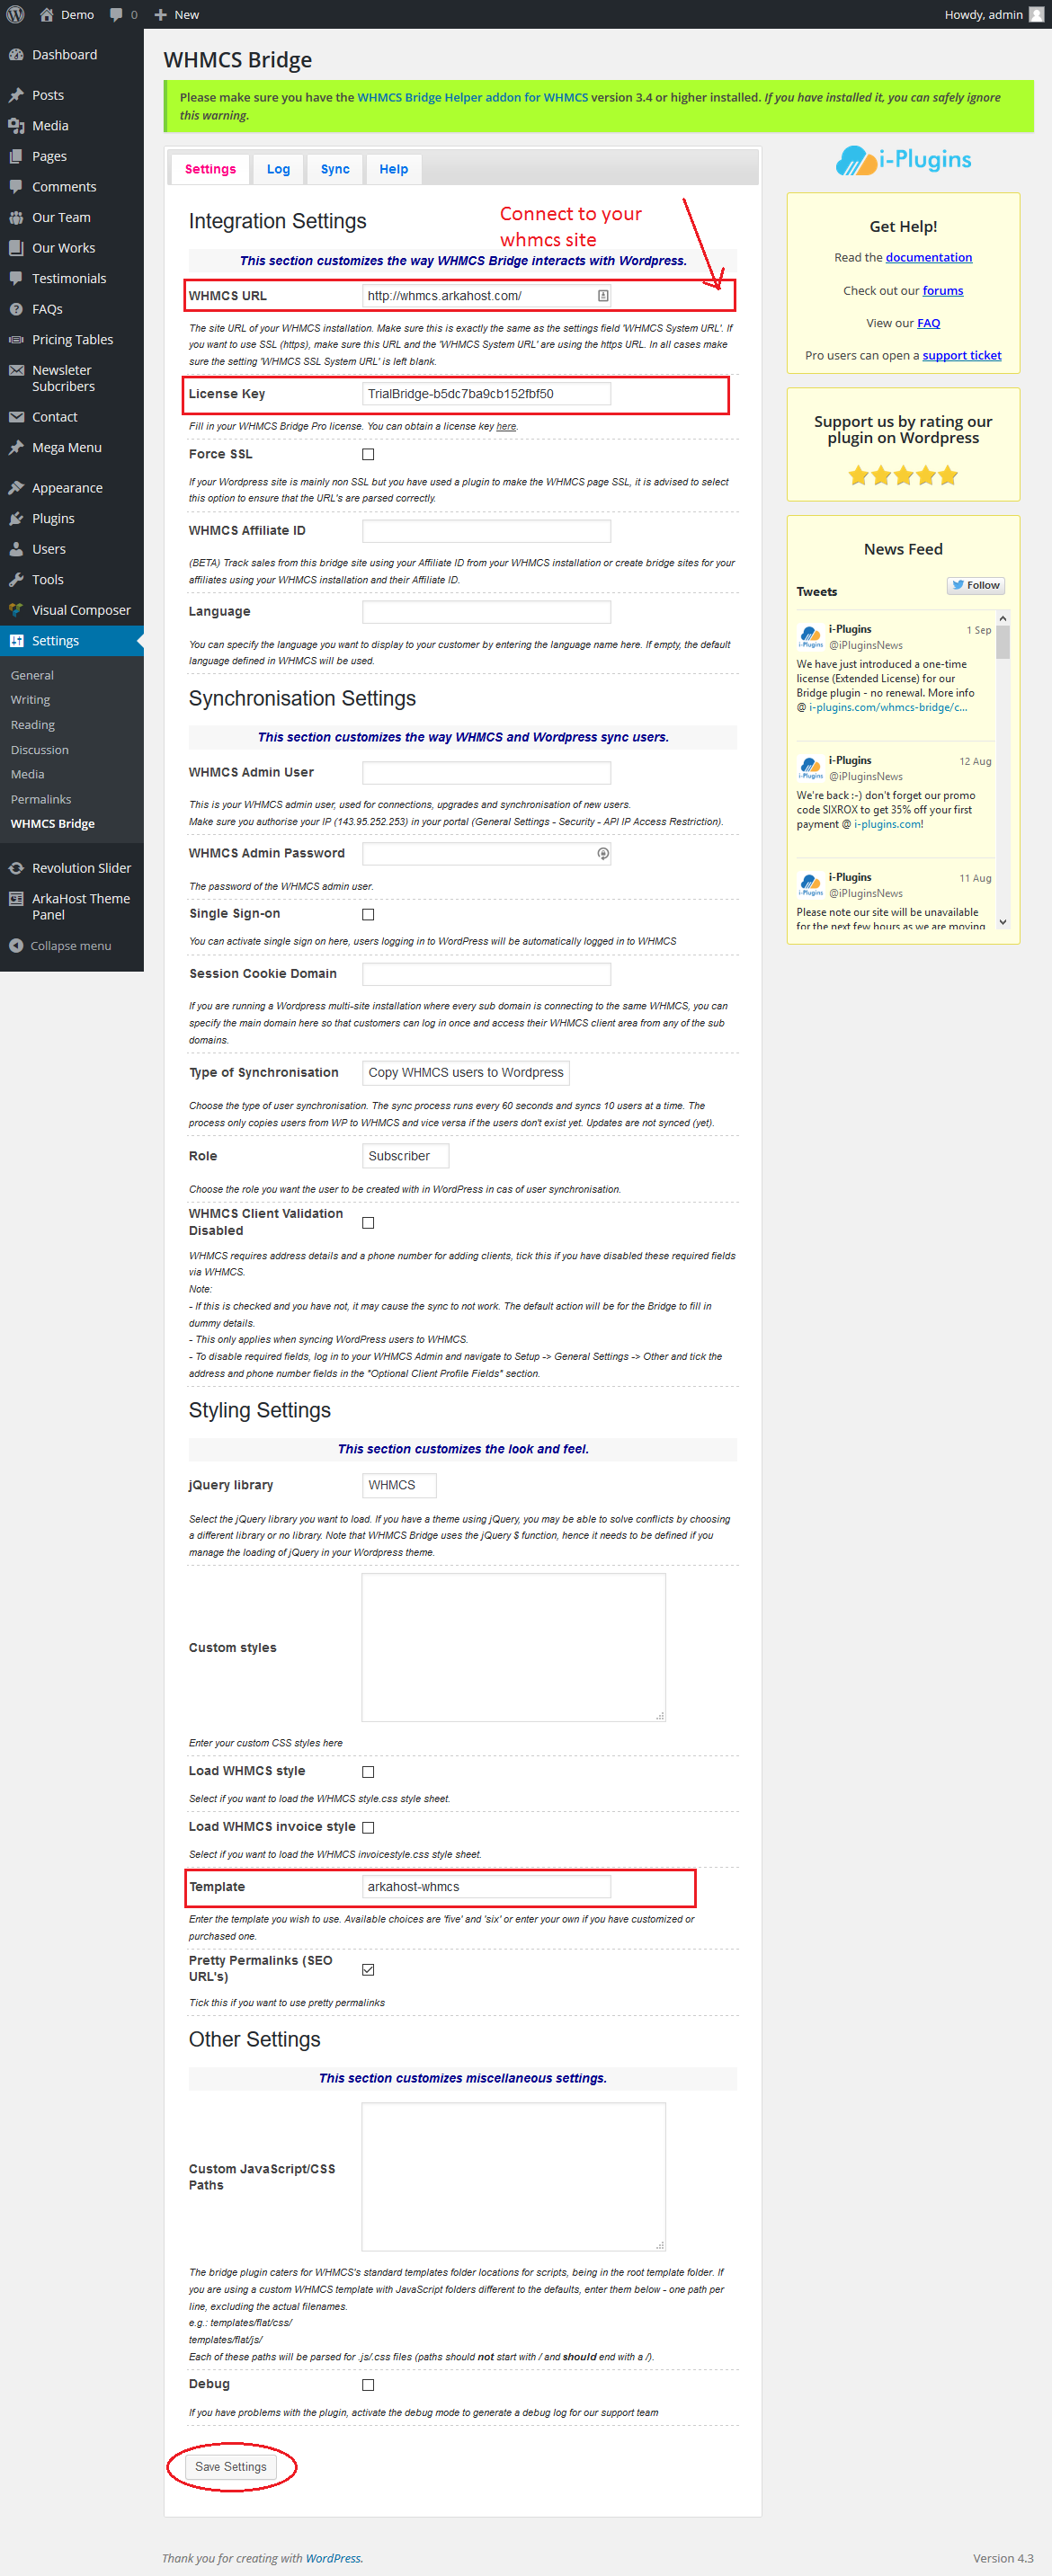 Demo 0 New Howdy, admin
Dashboard
Posts
Media
Pages
Comments
Our Team
Our Works
Testimonials
FAQs
Pricing Tables
Newsleter
Subcribers
Contact
Mega Menu
Appearance
Plugins
Users
Tools
Visual Composer
Settings
General
Writing
Reading
Discussion
Media
Permalinks
WHMCS Bridge
Revolution Slider
ArkaHost Theme
Panel
Collapse menu
WHMCS Bridge
Please make sure you have the WHMCS Bridge Helper addon for WHMCS version 3.4 or higher installed. If you have installed it, you can safely ignore
this warning.
Settings Log Sync Help
Integration Settings
Connect to your
whmcs site
This section customizes the way WHMCS Bridge interacts with Wordpress.
WHMCS URL http://whmcs.arkahost.com/
The site URL of your WHMCS installation. Make sure this is exactly the same as the settings field 'WHMCS System URL'. If
you want to use SSL (https), make sure this URL and the 'WHMCS System URL' are using the https URL. In all cases make
sure the setting 'WHMCS SSL System URL' is left blank.
License Key TrialBridge-b5dc7ba9cb152fbf50
Fill in your WHMCS Bridge Pro license. You can obtain a license key here.
Force SSL
If your Wordpress site is mainly non SSL but you have used a plugin to make the WHMCS page SSL, it is advised to select
this option to ensure that the URL's are parsed correctly.
WHMCS Affiliate ID
(BETA) Track sales from this bridge site using your Affiliate ID from your WHMCS installation or create bridge sites for your
affiliates using your WHMCS installation and their Affiliate ID.
Language
You can specify the language you want to display to your customer by entering the language name here. If empty, the default
language defined in WHMCS will be used.
Synchronisation Settings
This section customizes the way WHMCS and Wordpress sync users.
WHMCS Admin User
This is your WHMCS admin user, used for connections, upgrades and synchronisation of new users.
Make sure you authorise your IP (143.95.252.253) in your portal (General Settings - Security - API IP Access Restriction).
WHMCS Admin Password
The password of the WHMCS admin user.
Single Sign-on
You can activate single sign on here, users logging in to WordPress will be automatically logged in to WHMCS
Session Cookie Domain
If you are running a Wordpress multi-site installation where every sub domain is connecting to the same WHMCS, you can
specify the main domain here so that customers can log in once and access their WHMCS client area from any of the sub
domains.
Type of Synchronisation Copy WHMCS users to Wordpress
Choose the type of user synchronisation. The sync process runs every 60 seconds and syncs 10 users at a time. The
process only copies users from WP to WHMCS and vice versa if the users don't exist yet. Updates are not synced (yet).
Role Subscriber
Choose the role you want the user to be created with in WordPress in cas of user synchronisation.
WHMCS Client Validation
Disabled
WHMCS requires address details and a phone number for adding clients, tick this if you have disabled these required fields
via WHMCS.
Note:
- If this is checked and you have not, it may cause the sync to not work. The default action will be for the Bridge to fill in
dummy details.
- This only applies when syncing WordPress users to WHMCS.
- To disable required fields, log in to your WHMCS Admin and navigate to Setup -> General Settings -> Other and tick the
address and phone number fields in the "Optional Client Profile Fields" section.
Styling Settings
This section customizes the look and feel.
jQuery library WHMCS
Select the jQuery library you want to load. If you have a theme using jQuery, you may be able to solve conflicts by choosing
a different library or no library. Note that WHMCS Bridge uses the jQuery $ function, hence it needs to be defined if you
manage the loading of jQuery in your Wordpress theme.
Custom styles
Enter your custom CSS styles here
Load WHMCS style
Select if you want to load the WHMCS style.css style sheet.
Load WHMCS invoice style
Select if you want to load the WHMCS invoicestyle.css style sheet.
Template arkahost-whmcs
Enter the template you wish to use. Available choices are 'five' and 'six' or enter your own if you have customized or
purchased one.
Pretty Permalinks (SEO
URL's)
Tick this if you want to use pretty permalinks
Other Settings
This section customizes miscellaneous settings.
Custom JavaScript/CSS
Paths
The bridge plugin caters for WHMCS's standard templates folder locations for scripts, being in the root template folder. If
you are using a custom WHMCS template with JavaScript folders different to the defaults, enter them below - one path per
line, excluding the actual filenames.
e.g.: templates/flat/css/
templates/flat/js/
Each of these paths will be parsed for .js/.css files (paths should not start with / and should end with a /).
Debug
If you have problems with the plugin, activate the debug mode to generate a debug log for our support team
Save Settings
i-Plugins
Get Help!
Read the documentation
Check out our forums
View our FAQ
Pro users can open a support ticket
Support us by rating our
plugin on Wordpress
News Feed
Tweets Follow
i-Plugins 1 Sep
@iPluginsNews
We have just introduced a one-time
license (Extended License) for our
Bridge plugin - no renewal. More info
@ i-plugins.com/whmcs-bridge/c...
i-Plugins 12 Aug
@iPluginsNews
We're back :-) don't forget our promo
code SIXROX to get 35% off your first
payment @ i-plugins.com!
i-Plugins 11 Aug
@iPluginsNews
Please note our site will be unavailable
for the next few hours as we are moving
Thank you for creating with WordPress. Version 4.3